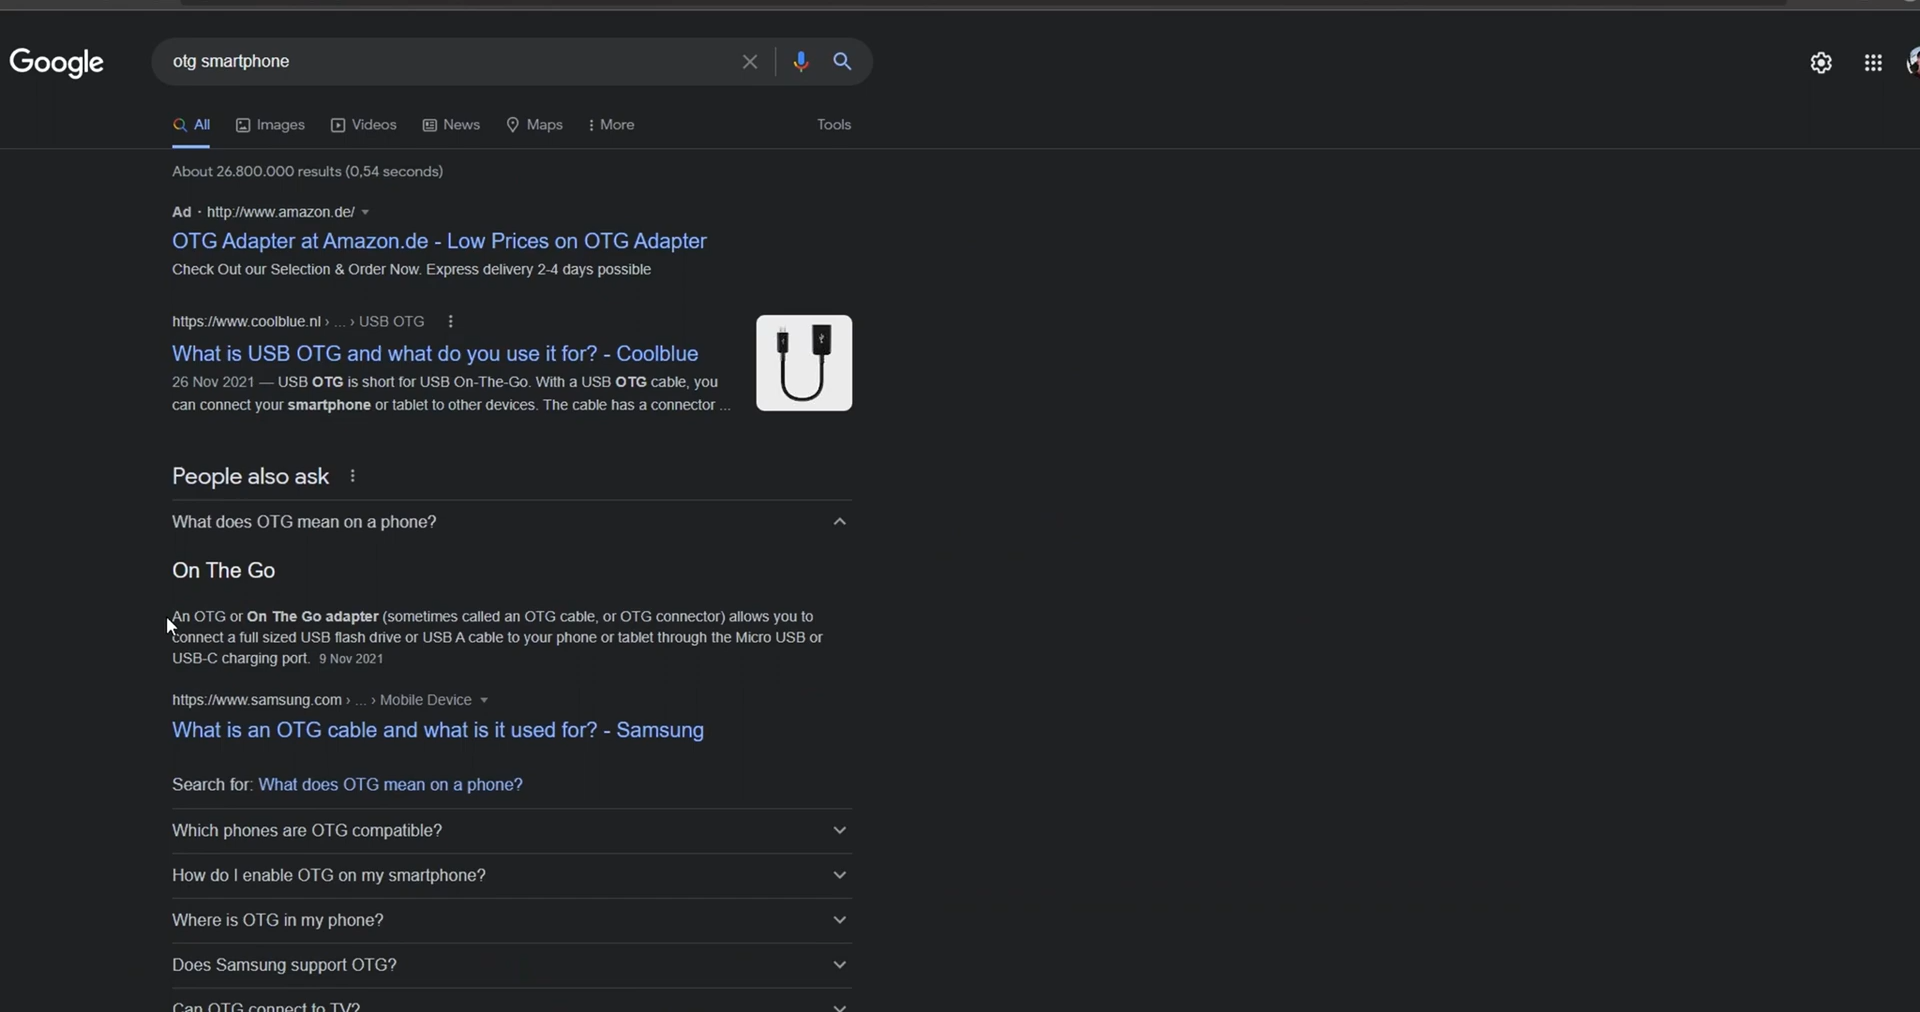 Google
otg smartphone
All Images Videos News Maps More Tools
About 26.800.000 results (0,54 seconds)
Ad · http://www.amazon.de/
OTG Adapter at Amazon.de - Low Prices on OTG Adapter
Check Out our Selection & Order Now. Express delivery 2-4 days possible
https://www.coolblue.nl › ... › USB OTG
What is USB OTG and what do you use it for? - Coolblue
26 Nov 2021 — USB OTG is short for USB On-The-Go. With a USB OTG cable, you
can connect your smartphone or tablet to other devices. The cable has a connector ...
People also ask
What does OTG mean on a phone?
On The Go
An OTG or On The Go adapter (sometimes called an OTG cable, or OTG connector) allows you to
connect a full sized USB flash drive or USB A cable to your phone or tablet through the Micro USB or
USB-C charging port. 9 Nov 2021
https://www.samsung.com › ... › Mobile Device
What is an OTG cable and what is it used for? - Samsung
Search for: What does OTG mean on a phone?
Which phones are OTG compatible?
How do I enable OTG on my smartphone?
Where is OTG in my phone?
Does Samsung support OTG?
Can OTG connect to TV?